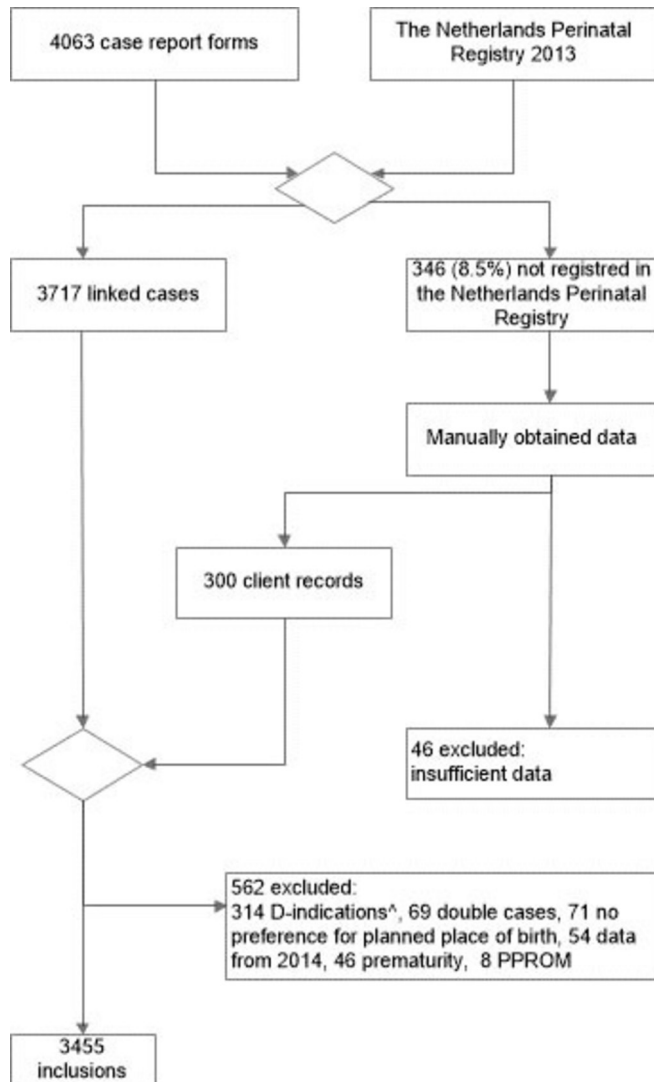 4063 case report forms
The Netherlands Perinatal
Registry 2013
3717 linked cases
346 (8.5%) not registred in
the Netherlands Perinatal
Registry
Manually obtained data
300 client records
46 excluded:
insufficient data
562 excluded:
314 D-indications^, 69 double cases, 71 no
preference for planned place of birth, 54 data
from 2014, 46 prematurity, 8 PPROM
3455
inclusions